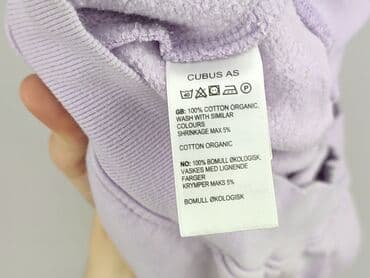 CUBUS AS
GB: 100% COTTON ORGANIC,
WASH WITH SIMILAR
COLOURS
SHRINKAGE MAX 5%
COTTON ORGANIC
NO: 100% BOMULL ØKOLOGISK,
VASKES MED LIGNENDE
FARGER
KRYMPER MAKS 5%
BOMULL ØKOLOGISK